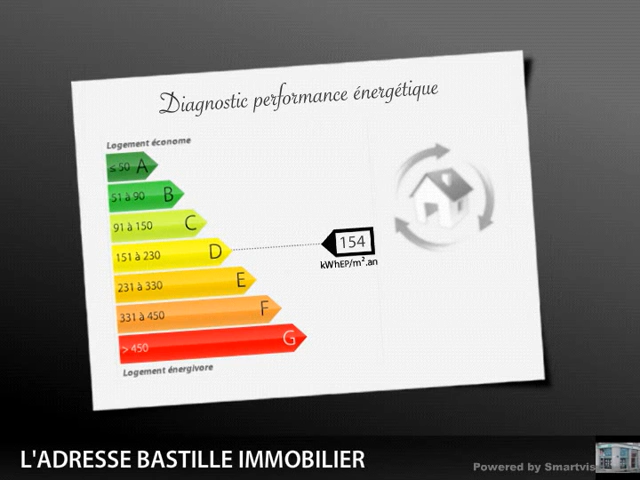 Diagnostic performance énergétique
Logement économe
≤ 50 A
51 à 90 B
91 à 150 C
151 à 230 D
154
kWhEP/m².an
231 à 330 E
331 à 450 F
> 450 G
Logement énergivore
L'ADRESSE BASTILLE IMMOBILIER
Powered by